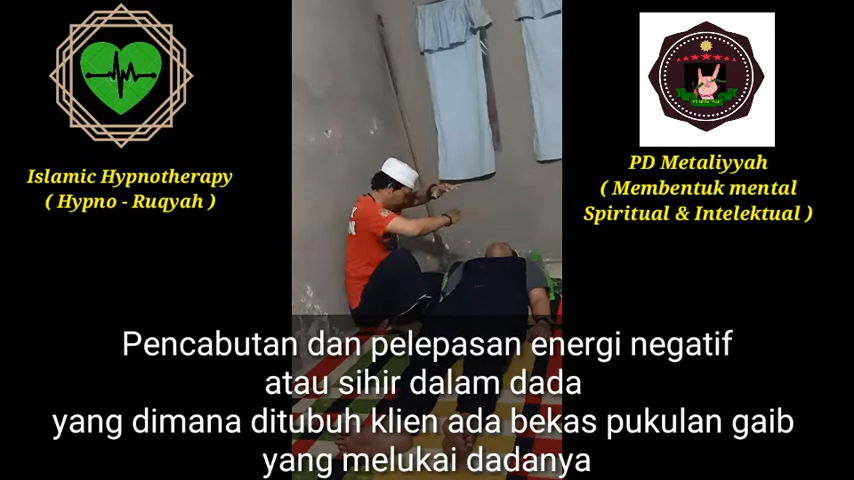 Islamic Hypnotherapy
( Hypno - Ruqyah )
PD Metaliyyah
( Membentuk mental
Spiritual & Intelektual )
Pencabutan dan pelepasan energi negatif
atau sihir dalam dada
yang dimana ditubuh klien ada bekas pukulan gaib
yang melukai dadanya